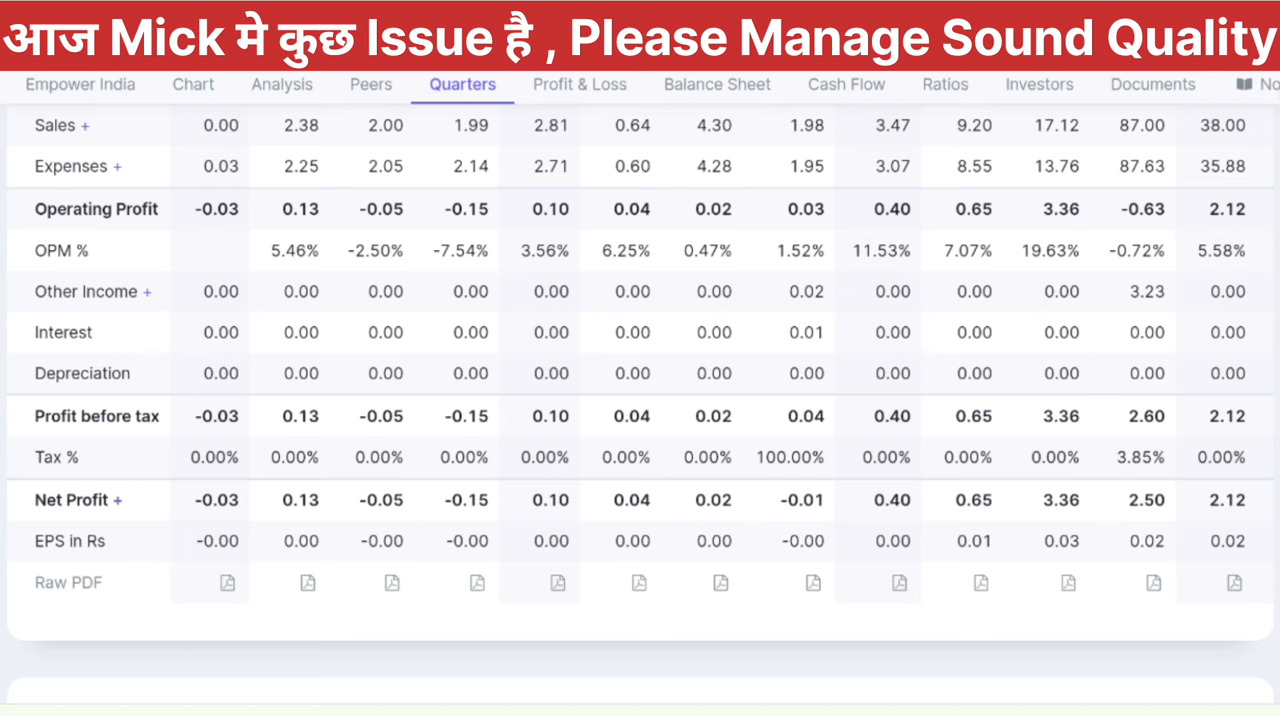 आज Mick मे कुछ Issue है , Please Manage Sound Quality
Empower India Chart Analysis Peers Quarters Profit & Loss Balance Sheet Cash Flow Ratios Investors Documents No
Sales + 0.00 2.38 2.00 1.99 2.81 0.64 4.30 1.98 3.47 9.20 17.12 87.00 38.00
Expenses + 0.03 2.25 2.05 2.14 2.71 0.60 4.28 1.95 3.07 8.55 13.76 87.63 35.88
Operating Profit -0.03 0.13 -0.05 -0.15 0.10 0.04 0.02 0.03 0.40 0.65 3.36 -0.63 2.12
OPM % 5.46% -2.50% -7.54% 3.56% 6.25% 0.47% 1.52% 11.53% 7.07% 19.63% -0.72% 5.58%
Other Income + 0.00 0.00 0.00 0.00 0.00 0.00 0.00 0.02 0.00 0.00 0.00 3.23 0.00
Interest 0.00 0.00 0.00 0.00 0.00 0.00 0.00 0.01 0.00 0.00 0.00 0.00 0.00
Depreciation 0.00 0.00 0.00 0.00 0.00 0.00 0.00 0.00 0.00 0.00 0.00 0.00 0.00
Profit before tax -0.03 0.13 -0.05 -0.15 0.10 0.04 0.02 0.04 0.40 0.65 3.36 2.60 2.12
Tax % 0.00% 0.00% 0.00% 0.00% 0.00% 0.00% 0.00% 100.00% 0.00% 0.00% 0.00% 3.85% 0.00%
Net Profit + -0.03 0.13 -0.05 -0.15 0.10 0.04 0.02 -0.01 0.40 0.65 3.36 2.50 2.12
EPS in Rs -0.00 0.00 -0.00 -0.00 0.00 0.00 0.00 -0.00 0.00 0.01 0.03 0.02 0.02
Raw PDF